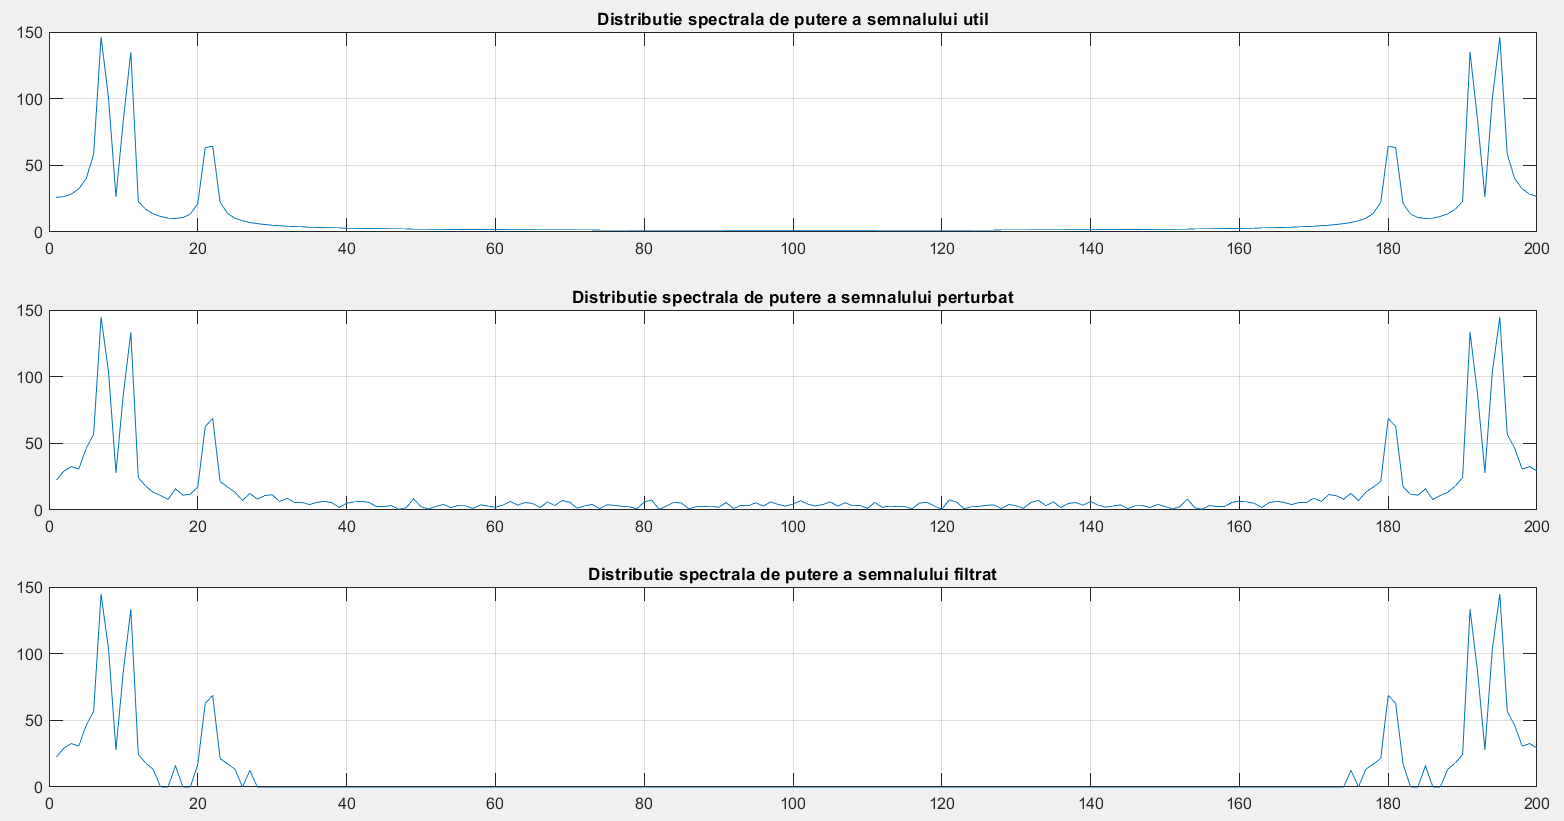 Distributie spectrala de putere a semnalului util
150
100
50
0
0 20 40 60 80 100 120 140 160 180 200
Distributie spectrala de putere a semnalului perturbat
150
100
50
0
0 20 40 60 80 100 120 140 160 180 200
Distributie spectrala de putere a semnalului filtrat
150
100
50
0
0 20 40 60 80 100 120 140 160 180 200